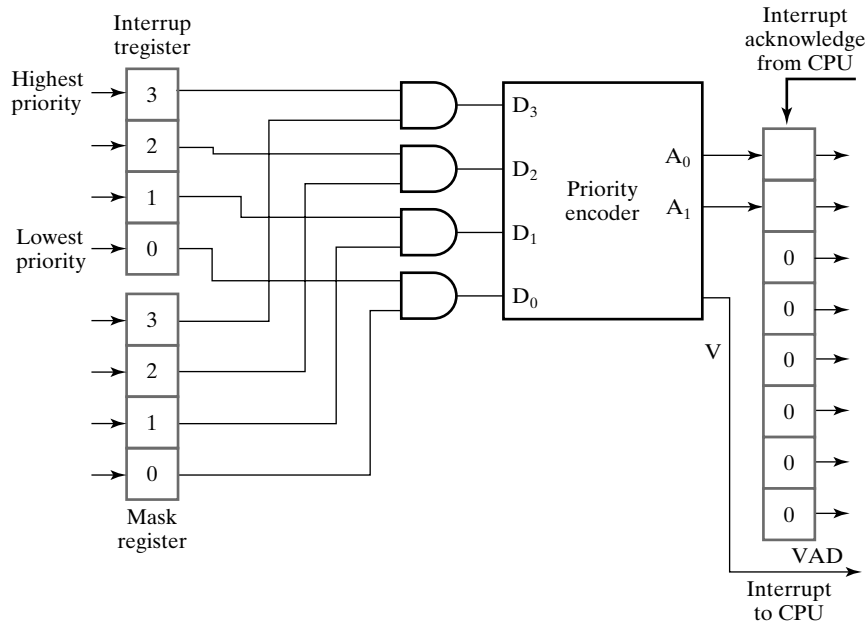 Interrup
tregister
Highest
priority
3
2
1
0
Lowest
priority
3
2
1
0
Mask
register
D3
D2
D1
D0
Priority
encoder
A0
A1
V
Interrupt
acknowledge
from CPU
0
0
0
0
0
0
VAD
Interrupt
to CPU